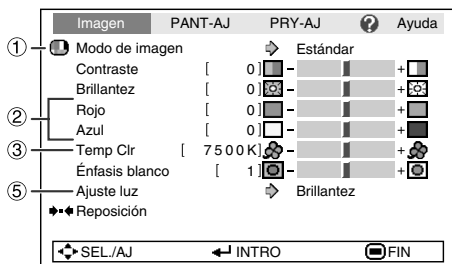 Imagen PANT-AJ PRY-AJ ? Ayuda
① Modo de imagen Estándar
Contraste [ 0] - +
Brillantez [ 0] - +
② Rojo [ 0] - +
Azul [ 0] - +
③ Temp Clr [ 7500K] - +
Énfasis blanco [ 1] - +
⑤ Ajuste luz Brillantez
Reposición
SEL./AJ INTRO FIN